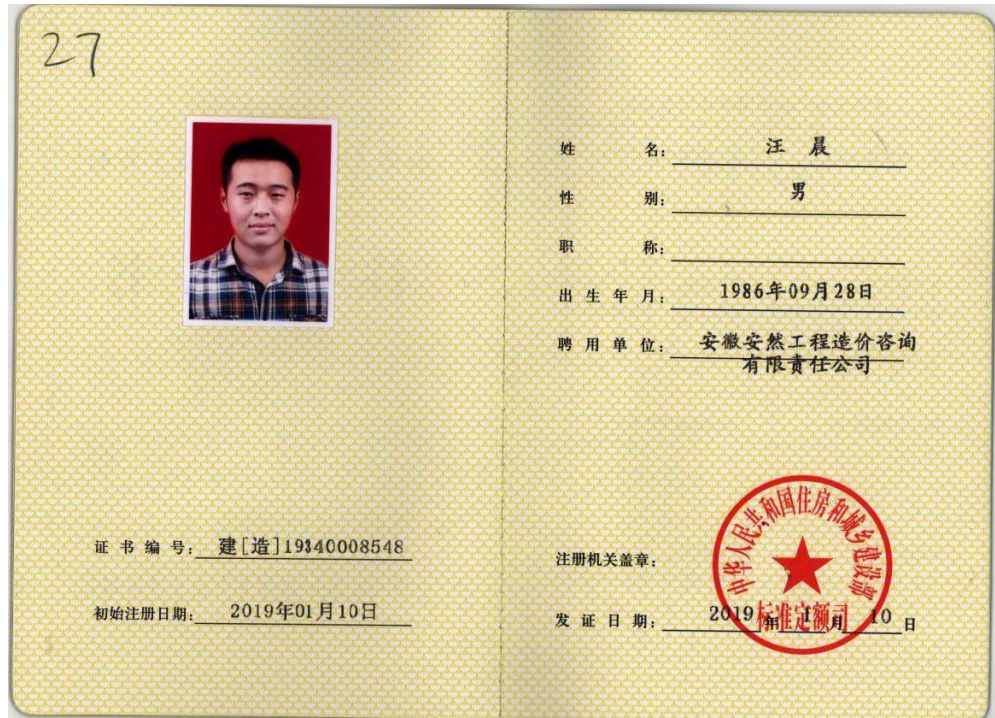 27
姓 名: 汪 晨
性 别: 男
职 称:
出 生 年 月: 1986年09月28日
聘 用 单 位: 安徽安然工程造价咨询
有限责任公司
证 书 编 号: 建[造]19340008548
初始注册日期: 2019年01月10日
注册机关盖章:
中华人民共和国住房和城乡建设部
标准定额司
发 证 日 期: 2019 年 1 月 10 日